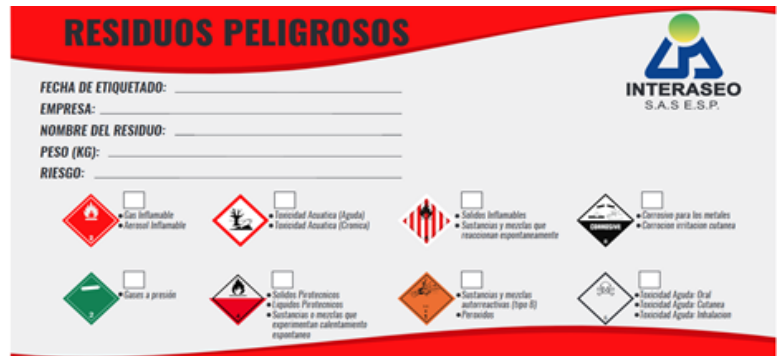 RESIDUOS PELIGROSOS
INTERASEO
S.A.S E.S.P.
FECHA DE ETIQUETADO:
EMPRESA:
NOMBRE DEL RESIDUO:
PESO (KG):
RIESGO:
Gas Inflamable
Aerosol Inflamable
Toxicidad Acuatica (Aguda)
Toxicidad Acuatica (Cronica)
Solidos Inflamables
Sustancias y mezclas que
reaccionan espontaneamente
CORROSIVE
Corrosivo para los metales
Corrocion irritacion cutanea
2
Gases a presión
Solidos Pirotecnicos
Liquidos Pirotecnicos
Sustancias o mezclas que
experimentan calentamiento
espontaneo
Sustancias y mezclas
autorreactivas (tipo B)
Peroxidos
Toxicidad Aguda: Oral
Toxicidad Aguda: Cutanea
Toxicidad Aguda: Inhalacion